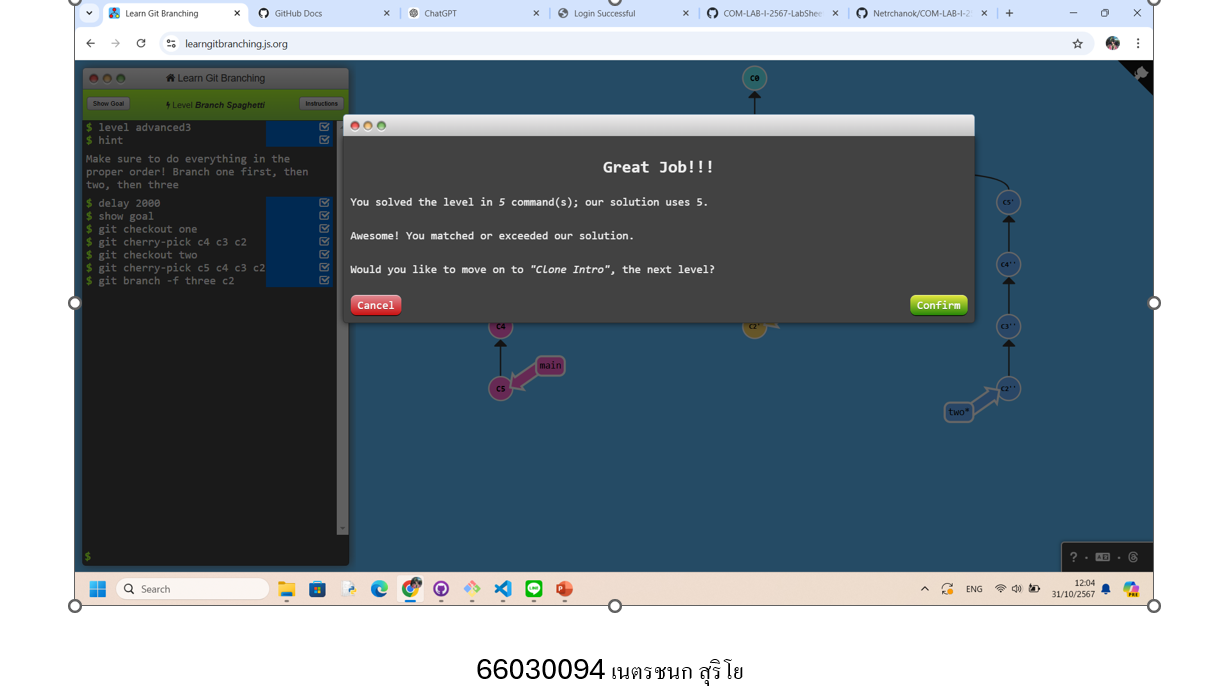 Learn Git Branching
GitHub Docs
ChatGPT
Login Successful
COM-LAB-I-2567-LabShee
Netrchanok/COM-LAB-I-2
learngitbranching.js.org
Learn Git Branching
Show Goal
Level Branch Spaghetti
Instructions
$ level advanced3
$ hint
Make sure to do everything in the
proper order! Branch one first, then
two, then three
$ delay 2000
$ show goal
$ git checkout one
$ git cherry-pick c4 c3 c2
$ git checkout two
$ git cherry-pick c5 c4 c3 c2
$ git branch -f three c2
$
C0
Great Job!!!
You solved the level in 5 command(s); our solution uses 5.
Awesome! You matched or exceeded our solution.
Would you like to move on to "Clone Intro", the next level?
Cancel
Confirm
C4
C5
main
C2'
C5'
C4''
C3''
C2''
two*
?
Search
ENG
12:04
31/10/2567
PRE
66030094 เนตรชนก สุริโย